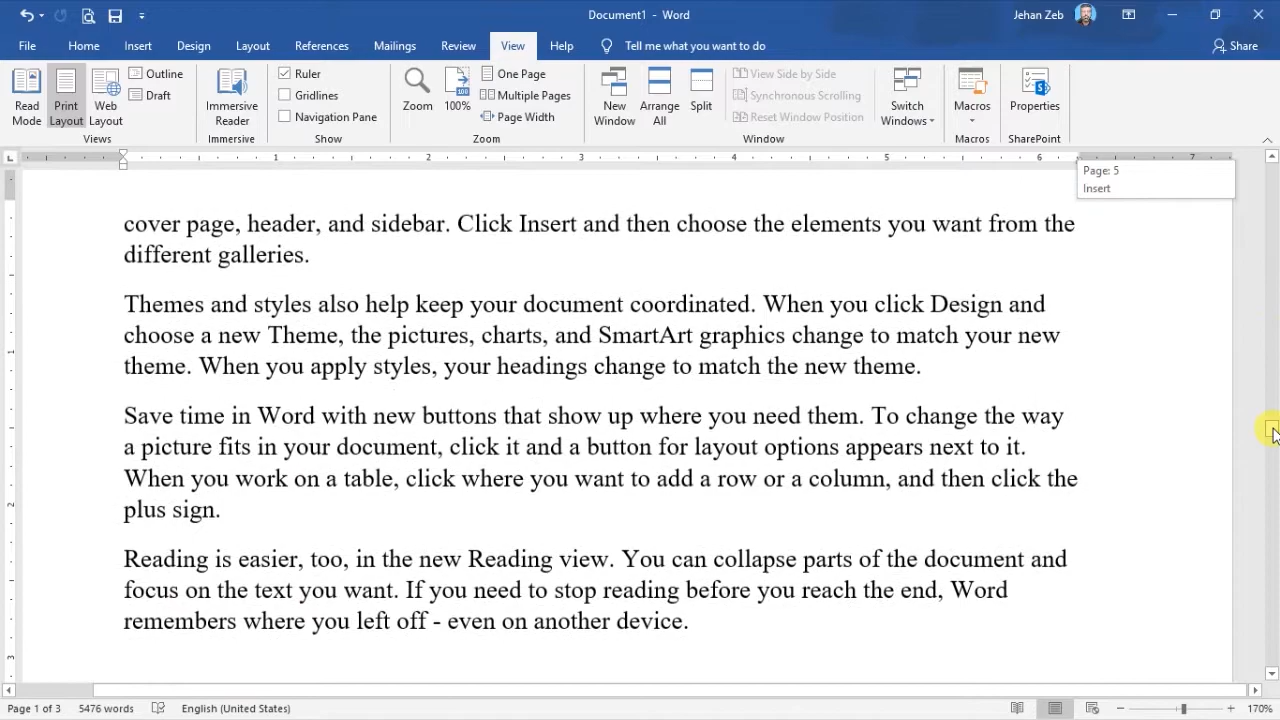 Document1 - Word
Jehan Zeb
File Home Insert Design Layout References Mailings Review View Help Tell me what you want to do Share
Read Mode
Print Layout
Web Layout
Outline
Draft
Views
Immersive Reader
Immersive
Ruler
Gridlines
Navigation Pane
Show
Zoom
100%
One Page
Multiple Pages
Page Width
Zoom
New Window
Arrange All
Split
View Side by Side
Synchronous Scrolling
Reset Window Position
Switch Windows
Window
Macros
Macros
Properties
SharePoint
1 2 3 4 5 6 7
Page: 5
Insert
cover page, header, and sidebar. Click Insert and then choose the elements you want from the
different galleries.
Themes and styles also help keep your document coordinated. When you click Design and
choose a new Theme, the pictures, charts, and SmartArt graphics change to match your new
theme. When you apply styles, your headings change to match the new theme.
Save time in Word with new buttons that show up where you need them. To change the way
a picture fits in your document, click it and a button for layout options appears next to it.
When you work on a table, click where you want to add a row or a column, and then click the
plus sign.
Reading is easier, too, in the new Reading view. You can collapse parts of the document and
focus on the text you want. If you need to stop reading before you reach the end, Word
remembers where you left off - even on another device.
1
2
3
Page 1 of 3 5476 words English (United States) 170%